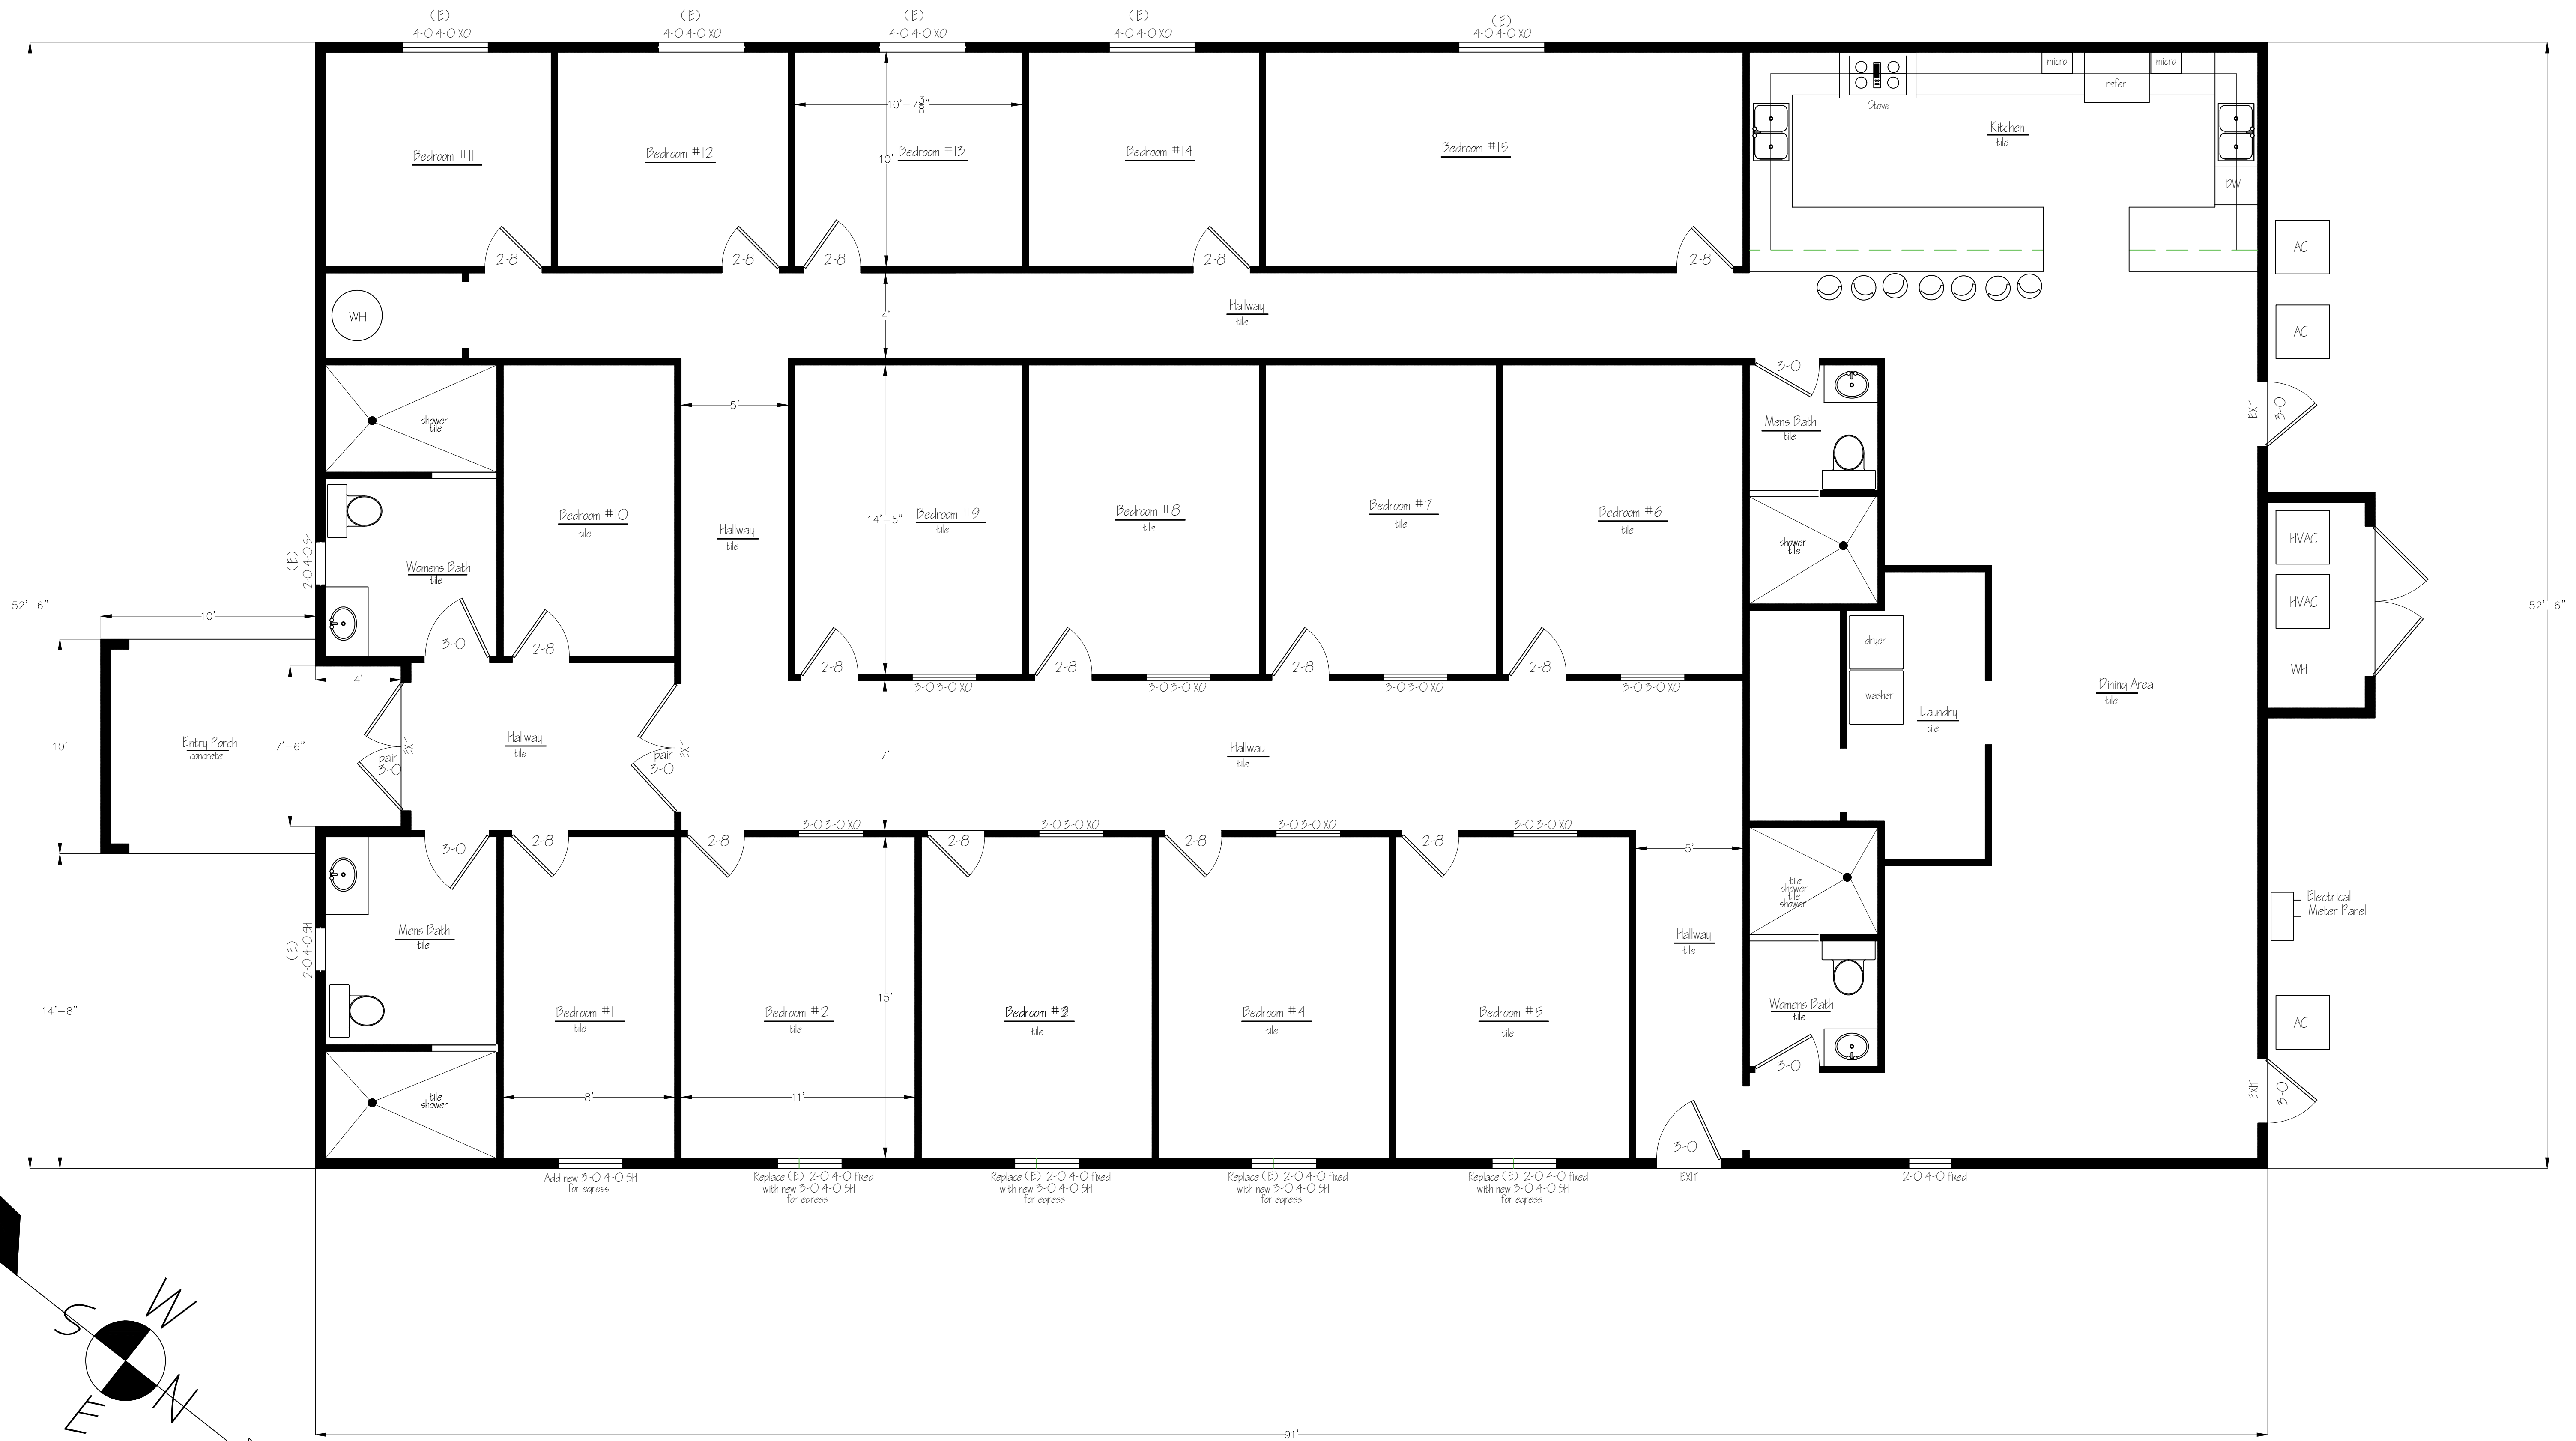 (E)
4-0 4-0 XO
(E)
4-0 4-0 XO
(E)
4-0 4-0 XO
(E)
4-0 4-0 XO
(E)
4-0 4-0 XO
Bedroom #11
2-8
Bedroom #12
2-8
10'-7 3/8"
10'
Bedroom #13
2-8
Bedroom #14
2-8
Bedroom #15
2-8
Stove
micro
refer
micro
Kitchen
tile
DW
AC
AC
WH
Hallway
tile
4'
shower
tile
5'
3-0
Mens Bath
tile
EXIT
3-0
Bedroom #10
tile
Hallway
tile
14'-5"
Bedroom #9
tile
Bedroom #8
tile
Bedroom #7
tile
Bedroom #6
tile
shower
tile
HVAC
HVAC
WH
(E)
2-0 4-0 SH
Womens Bath
tile
52'-6"
52'-6"
10'
3-0
2-8
2-8
2-8
2-8
2-8
3-0 3-0 XO
3-0 3-0 XO
3-0 3-0 XO
3-0 3-0 XO
dryer
washer
Laundry
tile
Dining Area
tile
4'
10'
Entry Porch
concrete
7'-6"
pair
3-0
EXIT
Hallway
tile
pair
3-0
EXIT
7'
Hallway
tile
3-0
2-8
2-8
3-0 3-0 XO
2-8
3-0 3-0 XO
2-8
3-0 3-0 XO
2-8
3-0 3-0 XO
5'
tile
shower
tile
shower
Electrical
Meter Panel
(E)
2-0 4-0 SH
Mens Bath
tile
Hallway
tile
14'-8"
15'
Bedroom #1
tile
Bedroom #2
tile
Bedroom
tile
Bedroom #4
tile
Bedroom #5
tile
Womens Bath
tile
3-0
AC
tile
shower
8'
11'
3-0
EXIT
EXIT
3-0
Add new 3-0 4-0 SH
for egress
Replace (E) 2-0 4-0 fixed
with new 3-0 4-0 SH
for egress
Replace (E) 2-0 4-0 fixed
with new 3-0 4-0 SH
for egress
Replace (E) 2-0 4-0 fixed
with new 3-0 4-0 SH
for egress
Replace (E) 2-0 4-0 fixed
with new 3-0 4-0 SH
for egress
2-0 4-0 fixed
S
W
E
N
91'